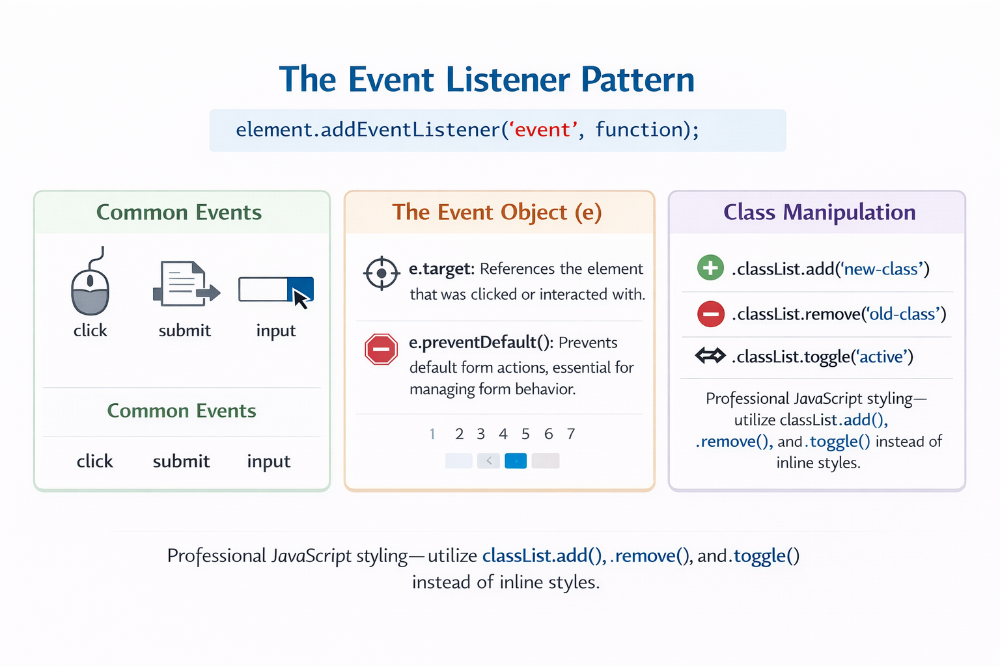 The Event Listener Pattern
element.addEventListener(‘event’, function);
Common Events
click submit input
Common Events
click submit input
The Event Object (e)
e.target: References the element
that was clicked or interacted with.
e.preventDefault(): Prevents
default form actions, essential for
managing form behavior.
1 2 3 4 5 6 7
<
Class Manipulation
.classList.add(‘new-class’)
.classList.remove(‘old-class’)
.classList.toggle(‘active’)
Professional JavaScript styling—
utilize classList.add(),
.remove(), and.toggle() instead of
inline styles.
Professional JavaScript styling—utilize classList.add(), .remove(), and.toggle()
instead of inline styles.